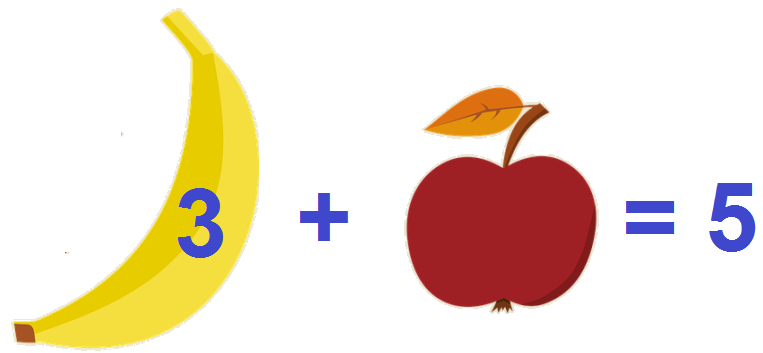 3 + = 5